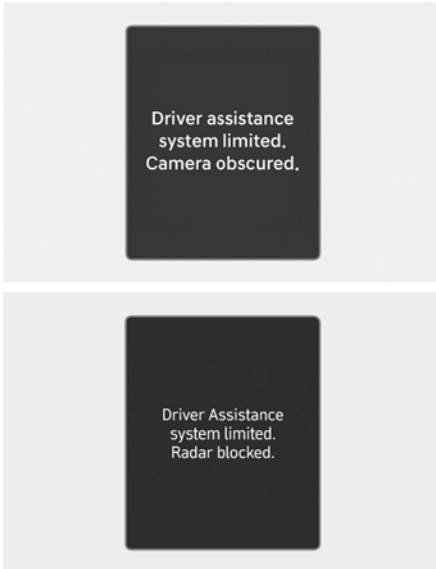 Driver assistance
system limited.
Camera obscured.
Driver Assistance
system limited.
Radar blocked.